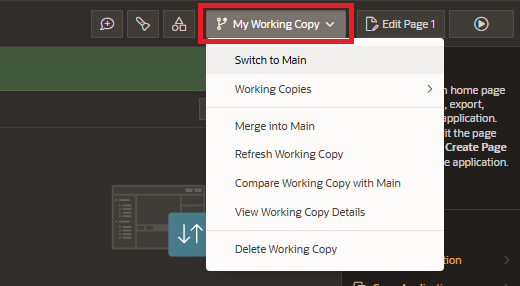 My Working Copy
Edit Page 1
Switch to Main
Working Copies
Merge into Main
Refresh Working Copy
Compare Working Copy with Main
View Working Copy Details
Delete Working Copy
home page
, export,
application.
it the page
Create Page
e application.